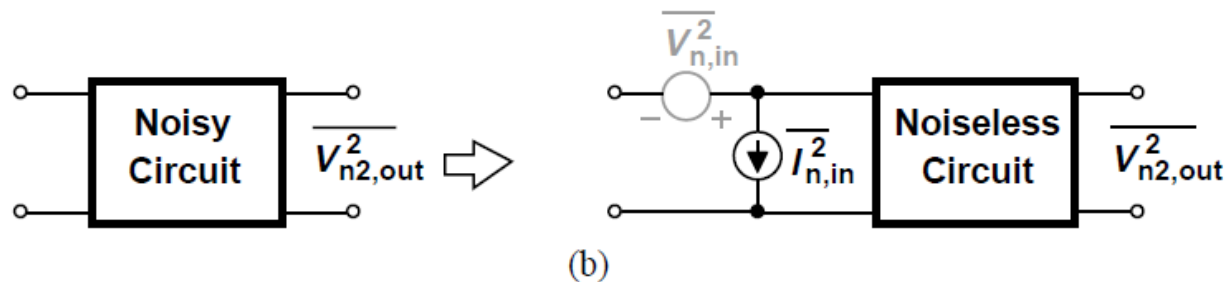 V²n,in
− +
Noisy
Circuit
V²n2,out
I²n,in
Noiseless
Circuit
V²n2,out
(b)